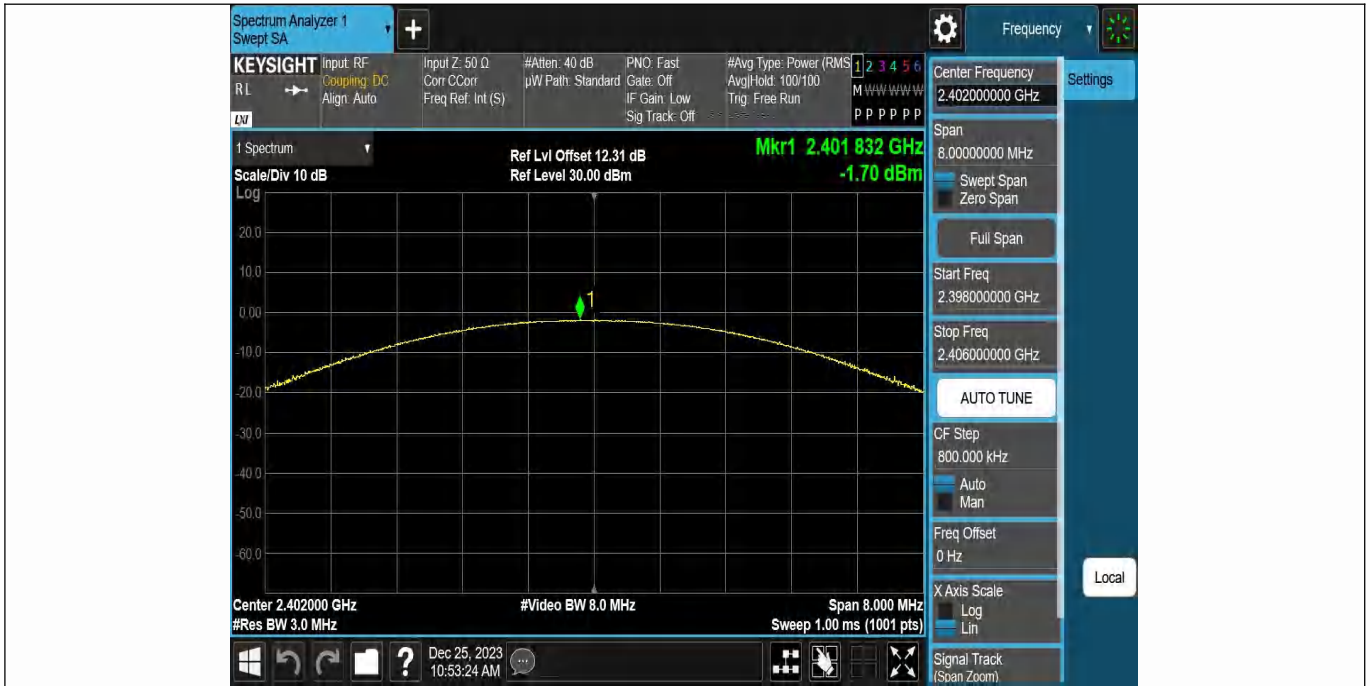 Spectrum Analyzer 1
Swept SA
+
Frequency
KEYSIGHT
R L
LXI
Input: RF
Coupling: DC
Align: Auto
Input Z: 50 Ω
Corr CCorr
Freq Ref: Int (S)
#Atten: 40 dB
µW Path: Standard
PNO: Fast
Gate: Off
IF Gain: Low
Sig Track: Off
#Avg Type: Power (RMS
Avg|Hold: 100/100
Trig: Free Run
1 2 3 4 5 6
M W W W W W
P P P P P P
1 Spectrum
Scale/Div 10 dB
Log
Ref Lvl Offset 12.31 dB
Ref Level 30.00 dBm
Mkr1 2.401 832 GHz
-1.70 dBm
20.0
10.0
0.00
-10.0
-20.0
-30.0
-40.0
-50.0
-60.0
1
Center 2.402000 GHz
#Res BW 3.0 MHz
#Video BW 8.0 MHz
Span 8.000 MHz
Sweep 1.00 ms (1001 pts)
?
Dec 25, 2023
10:53:24 AM
Center Frequency
2.402000000 GHz
Settings
Span
8.00000000 MHz
Swept Span
Zero Span
Full Span
Start Freq
2.398000000 GHz
Stop Freq
2.406000000 GHz
AUTO TUNE
CF Step
800.000 kHz
Auto
Man
Freq Offset
0 Hz
X Axis Scale
Log
Lin
Local
Signal Track
(Span Zoom)